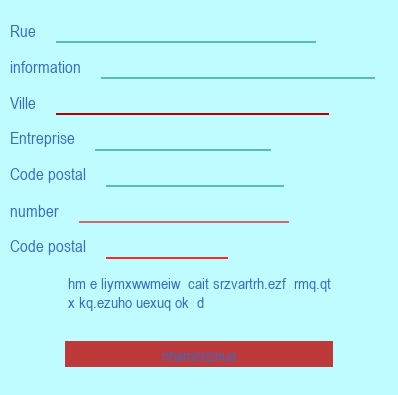 Rue
information
Ville
Entreprise
Code postal
number
Code postal
hm e liymxwwmeiw cait srzvartrh.ezf rmq.qt
x kq.ezuho uexuq ok d